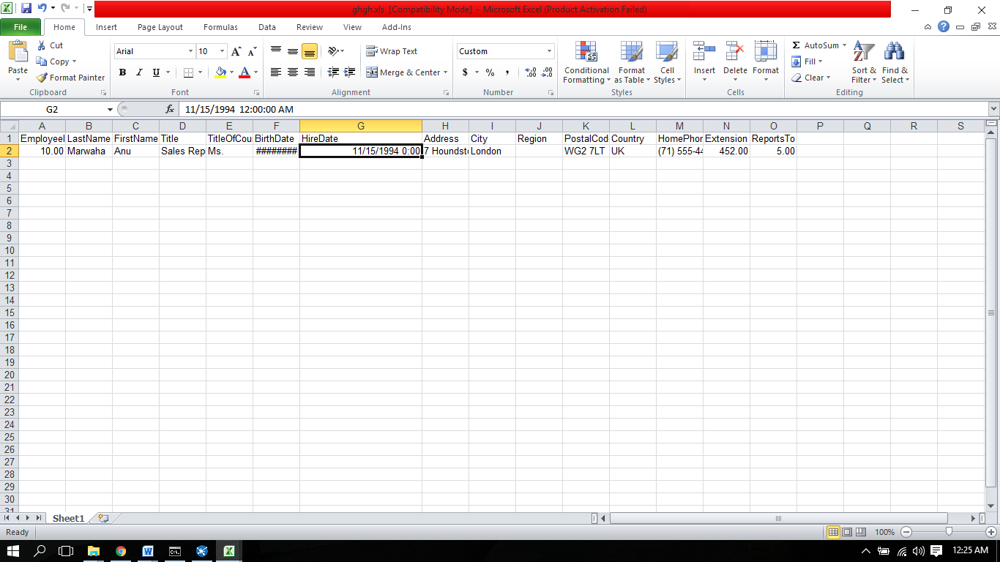 ghgh.xls  [Compatibility Mode]  -  Microsoft Excel (Product Activation Failed)
File Home Insert Page Layout Formulas Data Review View Add-Ins
Paste Cut Copy Format Painter Clipboard
Arial 10 B I U A A A Font
Wrap Text Merge & Center Alignment
Custom $ % , .00 .0 Number
Conditional Formatting Format as Table Cell Styles Styles
Insert Delete Format Cells
Σ AutoSum Fill Clear Sort & Filter Find & Select Editing
G2 fx 11/15/1994  12:00:00 AM
A B C D E F G H I J K L M N O P Q R S
1 EmployeeI LastName FirstName Title TitleOfCour BirthDate HireDate Address City Region PostalCod Country HomePhon Extension ReportsTo
2 10.00 Marwaha Anu Sales Rep Ms. ######## 11/15/1994 0:00 7 Houndsto London WG2 7LT UK (71) 555-44 452.00 5.00
3
4
5
6
7
8
9
10
11
12
13
14
15
16
17
18
19
20
21
22
23
24
25
26
27
28
29
30
31
Sheet1
Ready 100%
12:25 AM